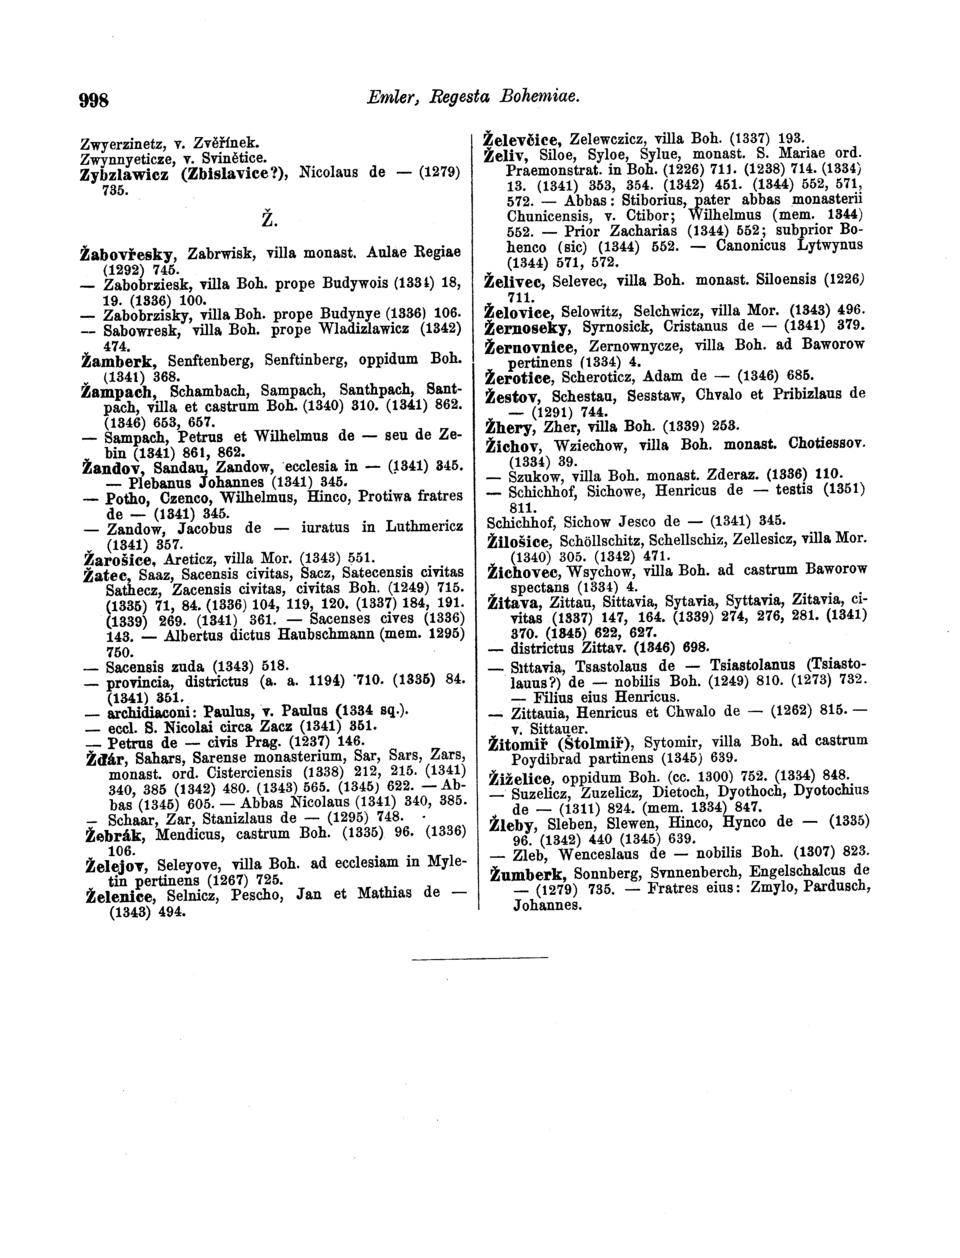 998
Emler, Regesta Bohemiae.
Zwyerzinetz, v. Zvěřínek.
Zwynnyeticze, v. Svinětice.
Zybzlawicz (Zbislavice?), Nicolaus de — (1279)
735.
Ž.
Žabovřesky, Zabrwisk, villa monast. Aulae Regiae
(1292) 745.
— Zabobrziesk, villa Boh. prope Budywois (1334) 18,
19. (1336) 100.
— Zabobrzisky, villa Boh. prope Budynye (1336) 106.
— Sabowresk, villa Boh. prope Wladizlawicz (1342)
474.
Žamberk, Senftenberg, Senftinberg, oppidum Boh.
(1341) 368.
Žampach, Schambach, Sampach, Santhpach, Sant-
pach, villa et castrum Boh. (1340) 310. (1341) 862.
(1346) 653, 657.
— Sampach, Petrus et Wilhelmus de — seu de Ze-
bin (1341) 861, 862.
Žandov, Sandau, Zandow, ecclesia in — (1341) 345.
— Plebanus Johannes (1341) 345.
— Potho, Czenco, Wilhelmus, Hinco, Protiwa fratres
de — (1341) 345.
— Zandow, Jacobus de — iuratus in Luthmericz
(1341) 357.
Žarošice, Areticz, villa Mor. (1343) 551.
Žatec, Saaz, Sacensis civitas, Sacz, Satecensis civitas
Sathecz, Zacensis civitas, civitas Boh. (1249) 715.
(1335) 71, 84. (1336) 104, 119, 120. (1337) 184, 191.
(1339) 269. (1341) 361. — Sacenses cives (1336)
143. — Albertus dictus Haubschmann (mem. 1295)
750.
— Sacensis zuda (1343) 518.
— provincia, districtus (a. a. 1194) 710. (1335) 84.
(1341) 351.
— archidiaconi: Paulus, v. Paulus (1334 sq.).
— eccl. S. Nicolai circa Zacz (1341) 351.
— Petrus de — civis Prag. (1237) 146.
Žďár, Sahars, Sarense monasterium, Sar, Sars, Zars,
monast. ord. Cisterciensis (1338) 212, 215. (1341)
340, 385 (1342) 480. (1343) 565. (1345) 622. — Ab-
bas (1345) 605. — Abbas Nicolaus (1341) 340, 385.
— Schaar, Zar, Stanizlaus de — (1295) 748.
Žebrák, Mendicus, castrum Boh. (1335) 96. (1336)
106.
Želejov, Seleyove, villa Boh. ad ecclesiam in Myle-
tin pertinens (1267) 725.
Želenice, Selnicz, Pescho, Jan et Mathias de —
(1343) 494.
Želevčice, Zelewczicz, villa Boh. (1337) 193.
Želiv, Siloe, Syloe, Sylue, monast. S. Mariae ord.
Praemonstrat. in Boh. (1226) 711. (1238) 714. (1334)
13. (1341) 353, 354. (1342) 451. (1344) 552, 571,
572. — Abbas: Stiborius, pater abbas monasterii
Chunicensis, v. Ctibor; Wilhelmus (mem. 1344)
552. — Prior Zacharias (1344) 552; subprior Bo-
henco (sic) (1344) 552. — Canonicus Lytwynus
(1344) 571, 572.
Želivec, Selevec, villa Boh. monast. Siloensis (1226)
711.
Želovice, Selowitz, Selchwicz, villa Mor. (1343) 496.
Žernoseky, Syrnosick, Cristanus de — (1341) 379.
Žernovnice, Zernownycze, villa Boh. ad Baworow
pertinens (1334) 4.
Žerotice, Scheroticz, Adam de — (1346) 685.
Žestov, Schestau, Sesstaw, Chvalo et Pribizlaus de
— (1291) 744.
Žhery, Zher, villa Boh. (1339) 253.
Žichov, Wziechow, villa Boh. monast. Chotiessov.
(1334) 39.
— Szukow, villa Boh. monast. Zderaz. (1336) 110.
— Schichhof, Sichowe, Henricus de — testis (1351)
811.
Schichhof, Sichow Jesco de — (1341) 345.
Žilošice, Schöllschitz, Schellschiz, Zellesicz, villa Mor.
(1340) 305. (1342) 471.
Žichovec, Wsychow, villa Boh. ad castrum Baworow
spectans (1334) 4.
Žitava, Zittau, Sittavia, Sytavia, Syttavia, Zitavia, ci-
vitas (1337) 147, 164. (1339) 274, 276, 281. (1341)
370. (1345) 622, 627.
— districtus Zittav. (1346) 698.
— Sittavia, Tsastolaus de — Tsiastolanus (Tsiasto-
lauus?) de — nobilis Boh. (1249) 810. (1273) 732.
— Filius eius Henricus.
— Zittauia, Henricus et Chwalo de — (1262) 815. —
v. Sittauer.
Žitomiř (Štolmiř), Sytomir, villa Boh. ad castrum
Poydibrad partinens (1345) 639.
Žiželice, oppidum Boh. (cc. 1300) 752. (1334) 848.
— Suzelicz, Zuzelicz, Dietoch, Dyothoch, Dyotochius
de — (1311) 824. (mem. 1334) 847.
Žleby, Sleben, Slewen, Hinco, Hynco de — (1335)
96. (1342) 440 (1345) 639.
— Zleb, Wenceslaus de — nobilis Boh. (1307) 823.
Žumberk, Sonnberg, Svnnenberch, Engelschalcus de
— (1279) 735. — Fratres eius: Zmylo, Pardusch,
Johannes.